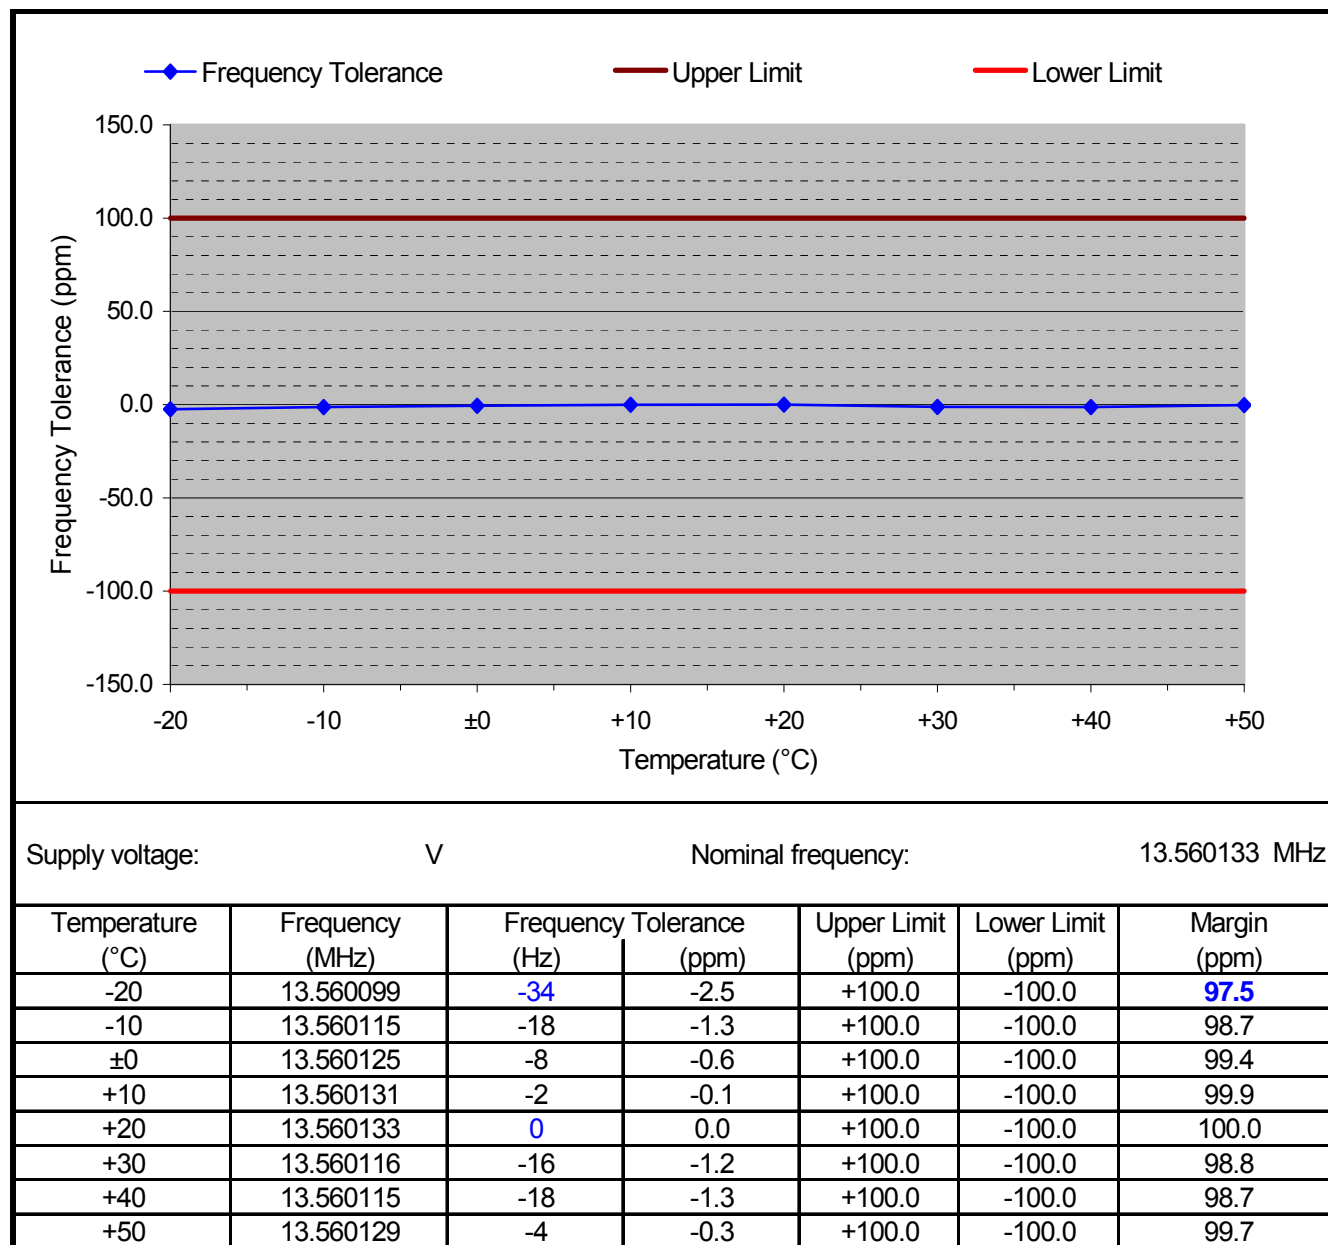 Frequency Tolerance Upper Limit Lower Limit
150.0
100.0
50.0
0.0
-50.0
-100.0
-150.0
Frequency Tolerance (ppm)
-20 -10 ±0 +10 +20 +30 +40 +50
Temperature (°C)
Supply voltage: V Nominal frequency: 13.560133 MHz
Temperature Frequency Frequency Tolerance Upper Limit Lower Limit Margin
(°C) (MHz) (Hz) (ppm) (ppm) (ppm) (ppm)
-20 13.560099 -34 -2.5 +100.0 -100.0 97.5
-10 13.560115 -18 -1.3 +100.0 -100.0 98.7
±0 13.560125 -8 -0.6 +100.0 -100.0 99.4
+10 13.560131 -2 -0.1 +100.0 -100.0 99.9
+20 13.560133 0 0.0 +100.0 -100.0 100.0
+30 13.560116 -16 -1.2 +100.0 -100.0 98.8
+40 13.560115 -18 -1.3 +100.0 -100.0 98.7
+50 13.560129 -4 -0.3 +100.0 -100.0 99.7